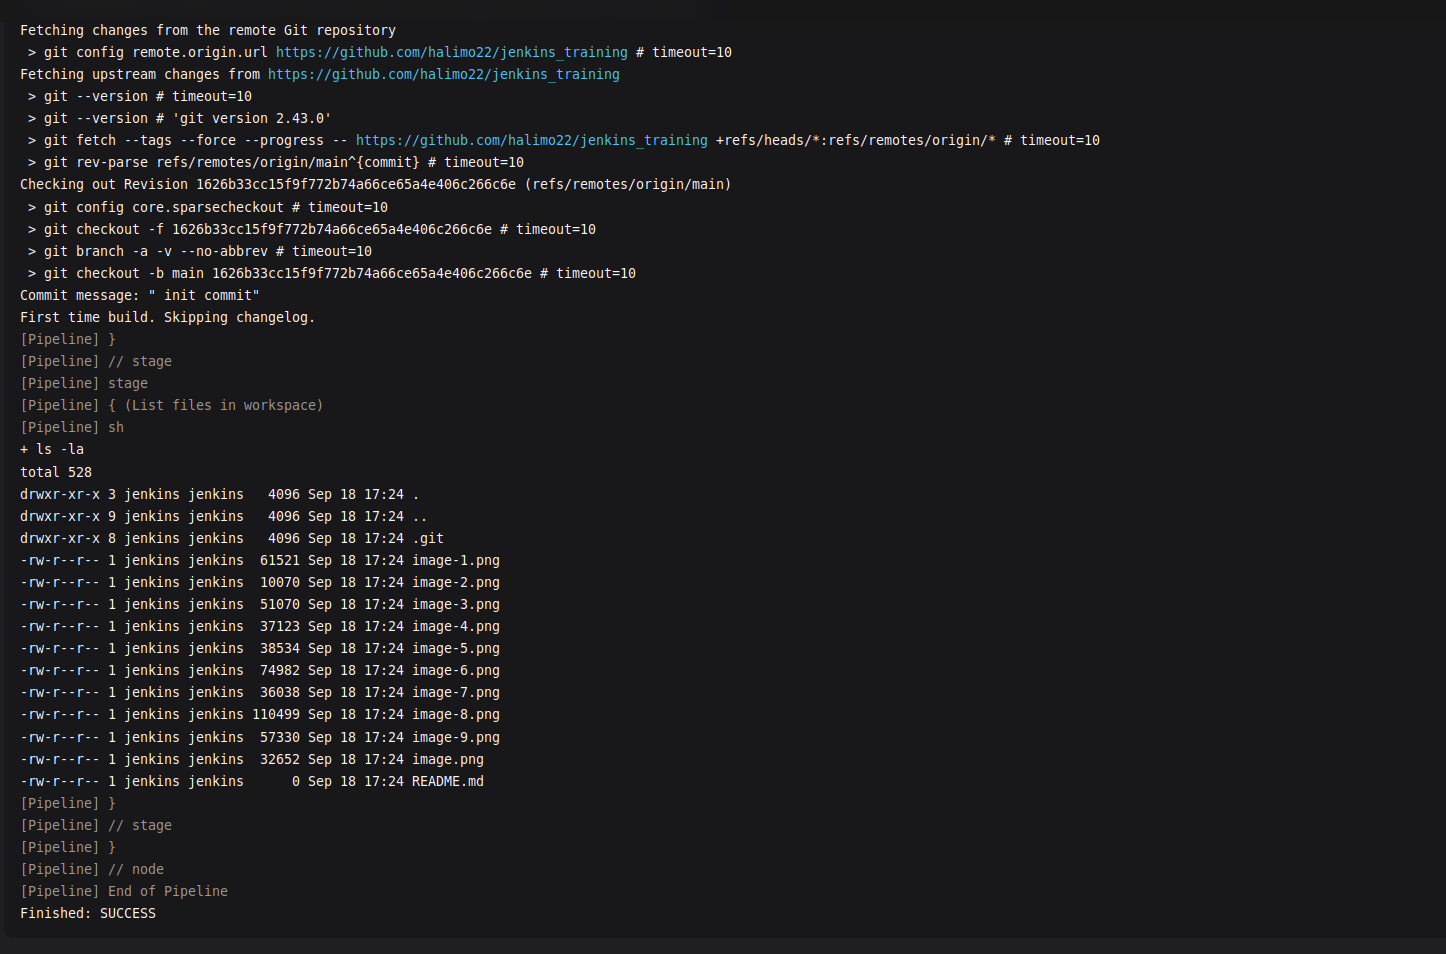 Fetching changes from the remote Git repository
 > git config remote.origin.url https://github.com/halimo22/jenkins_training # timeout=10
Fetching upstream changes from https://github.com/halimo22/jenkins_training
 > git --version # timeout=10
 > git --version # 'git version 2.43.0'
 > git fetch --tags --force --progress -- https://github.com/halimo22/jenkins_training +refs/heads/*:refs/remotes/origin/* # timeout=10
 > git rev-parse refs/remotes/origin/main^{commit} # timeout=10
Checking out Revision 1626b33cc15f9f772b74a66ce65a4e406c266c6e (refs/remotes/origin/main)
 > git config core.sparsecheckout # timeout=10
 > git checkout -f 1626b33cc15f9f772b74a66ce65a4e406c266c6e # timeout=10
 > git branch -a -v --no-abbrev # timeout=10
 > git checkout -b main 1626b33cc15f9f772b74a66ce65a4e406c266c6e # timeout=10
Commit message: " init commit"
First time build. Skipping changelog.
[Pipeline] }
[Pipeline] // stage
[Pipeline] stage
[Pipeline] { (List files in workspace)
[Pipeline] sh
+ ls -la
total 528
drwxr-xr-x 3 jenkins jenkins   4096 Sep 18 17:24 .
drwxr-xr-x 9 jenkins jenkins   4096 Sep 18 17:24 ..
drwxr-xr-x 8 jenkins jenkins   4096 Sep 18 17:24 .git
-rw-r--r-- 1 jenkins jenkins  61521 Sep 18 17:24 image-1.png
-rw-r--r-- 1 jenkins jenkins  10070 Sep 18 17:24 image-2.png
-rw-r--r-- 1 jenkins jenkins  51070 Sep 18 17:24 image-3.png
-rw-r--r-- 1 jenkins jenkins  37123 Sep 18 17:24 image-4.png
-rw-r--r-- 1 jenkins jenkins  38534 Sep 18 17:24 image-5.png
-rw-r--r-- 1 jenkins jenkins  74982 Sep 18 17:24 image-6.png
-rw-r--r-- 1 jenkins jenkins  36038 Sep 18 17:24 image-7.png
-rw-r--r-- 1 jenkins jenkins 110499 Sep 18 17:24 image-8.png
-rw-r--r-- 1 jenkins jenkins  57330 Sep 18 17:24 image-9.png
-rw-r--r-- 1 jenkins jenkins  32652 Sep 18 17:24 image.png
-rw-r--r-- 1 jenkins jenkins      0 Sep 18 17:24 README.md
[Pipeline] }
[Pipeline] // stage
[Pipeline] }
[Pipeline] // node
[Pipeline] End of Pipeline
Finished: SUCCESS